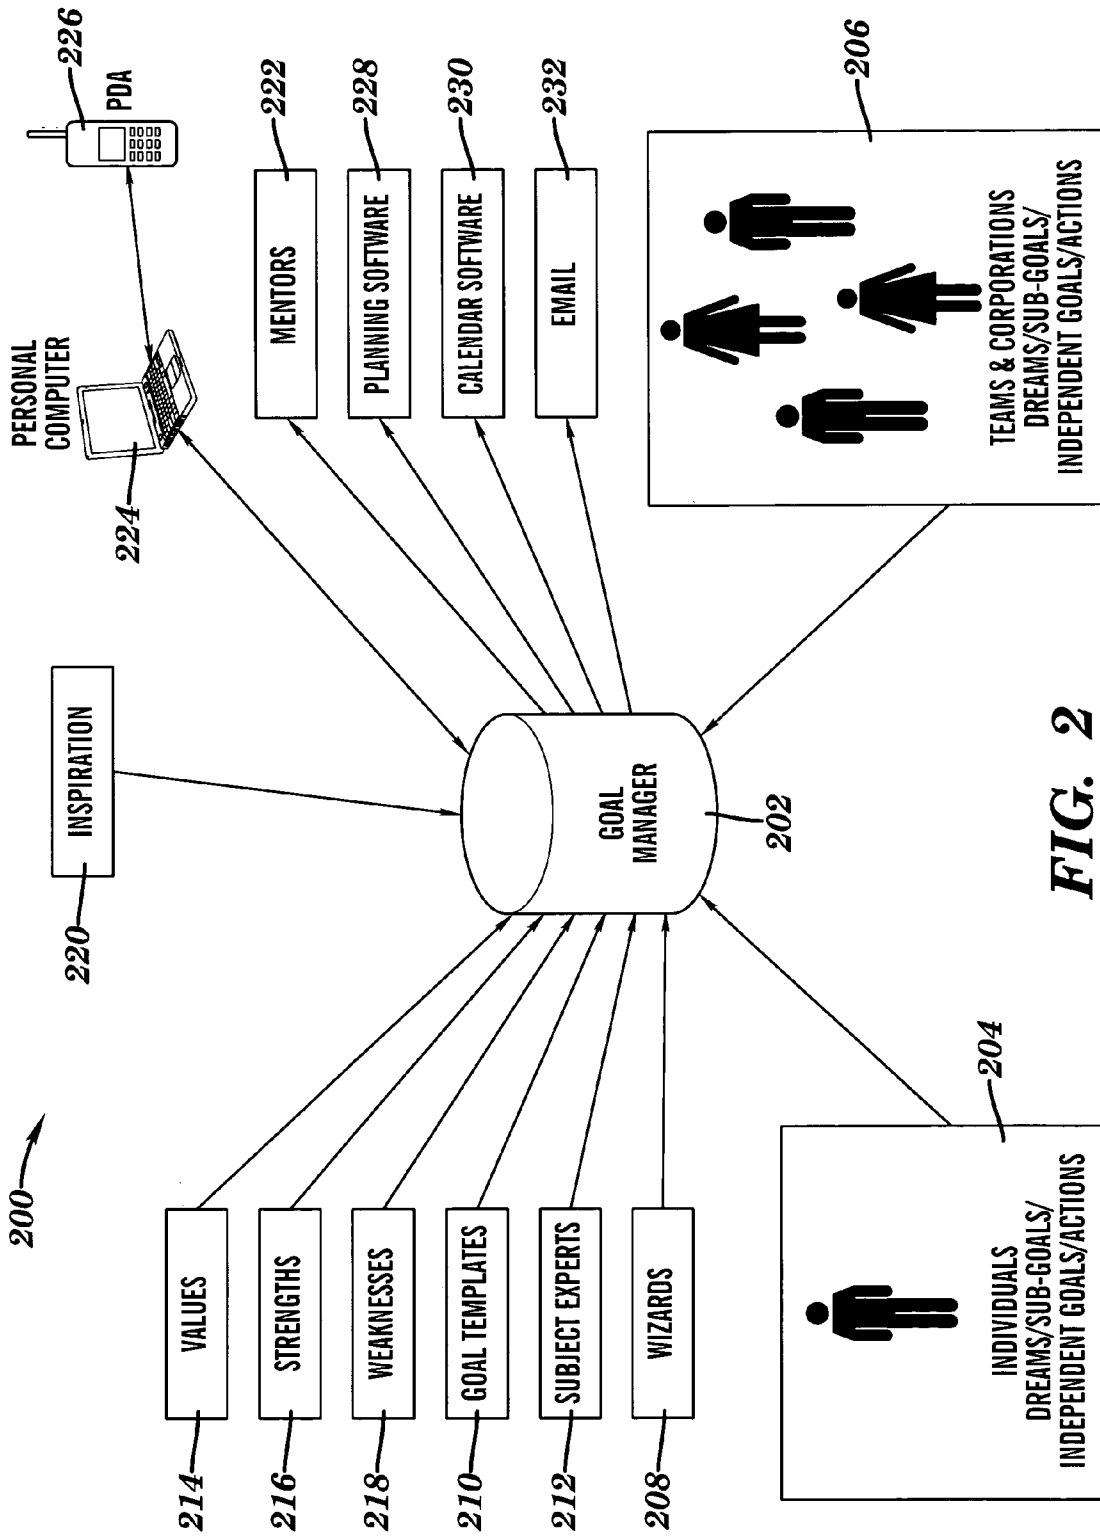 200
220
INSPIRATION
PERSONAL
COMPUTER
224
226
PDA
214
VALUES
216
STRENGTHS
218
WEAKNESSES
210
GOAL TEMPLATES
212
SUBJECT EXPERTS
208
WIZARDS
GOAL
MANAGER
202
MENTORS
222
PLANNING SOFTWARE
228
CALENDAR SOFTWARE
230
EMAIL
232
204
INDIVIDUALS
DREAMS/SUB-GOALS/
INDEPENDENT GOALS/ACTIONS
206
TEAMS & CORPORATIONS
DREAMS/SUB-GOALS/
INDEPENDENT GOALS/ACTIONS
FIG. 2